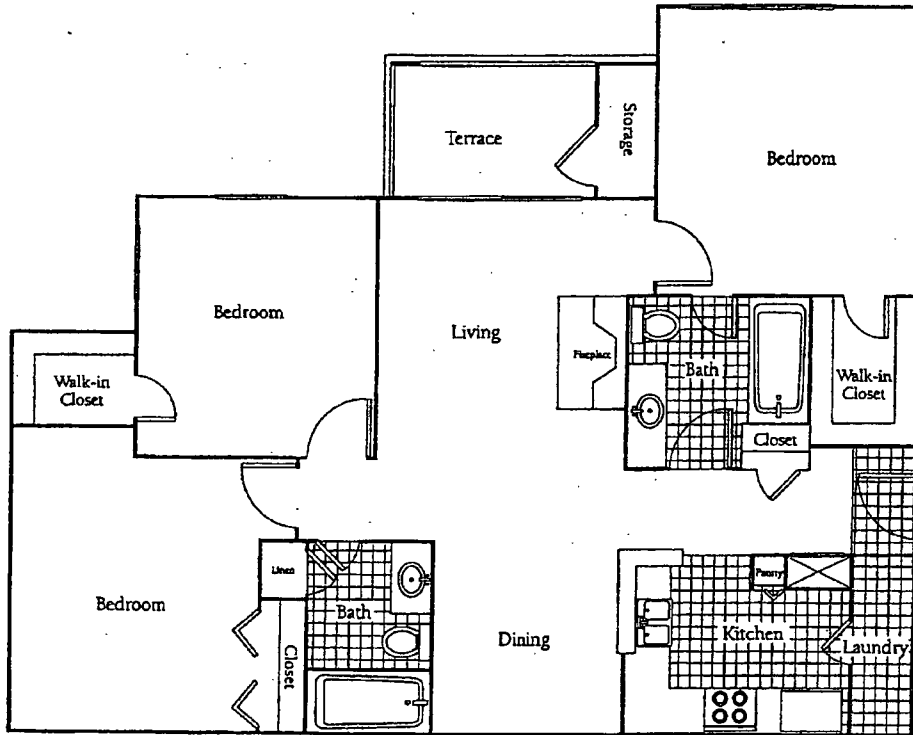 Terrace
Storage
Bedroom
Bedroom
Living
Fireplace
Bath
Walk-in
Closet
Walk-in
Closet
Closet
Linen
Pantry
Bedroom
Bath
Closet
Dining
Kitchen
Laundry